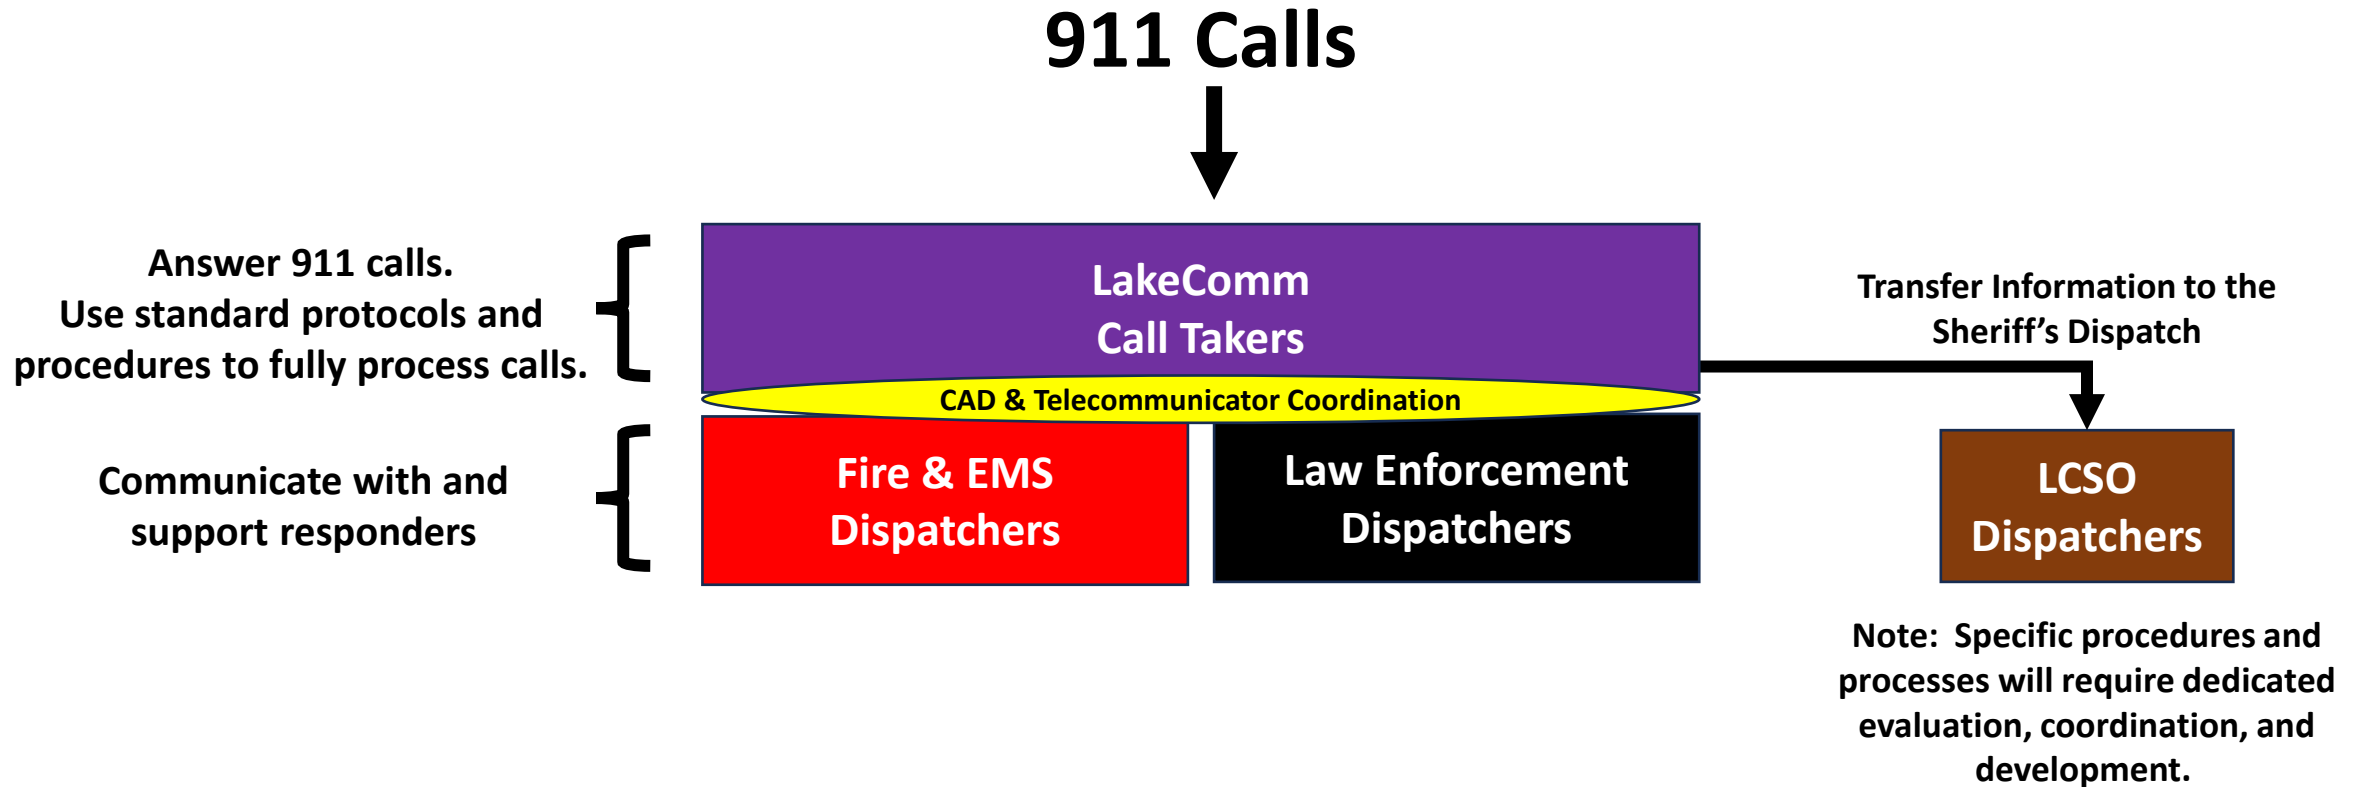 911 Calls
Answer 911 calls.
Use standard protocols and
procedures to fully process calls.
LakeComm
Call Takers
Transfer Information to the
Sheriff’s Dispatch
CAD & Telecommunicator Coordination
Communicate with and
support responders
Fire & EMS
Dispatchers
Law Enforcement
Dispatchers
LCSO
Dispatchers
Note:  Specific procedures and
processes will require dedicated
evaluation, coordination, and
development.